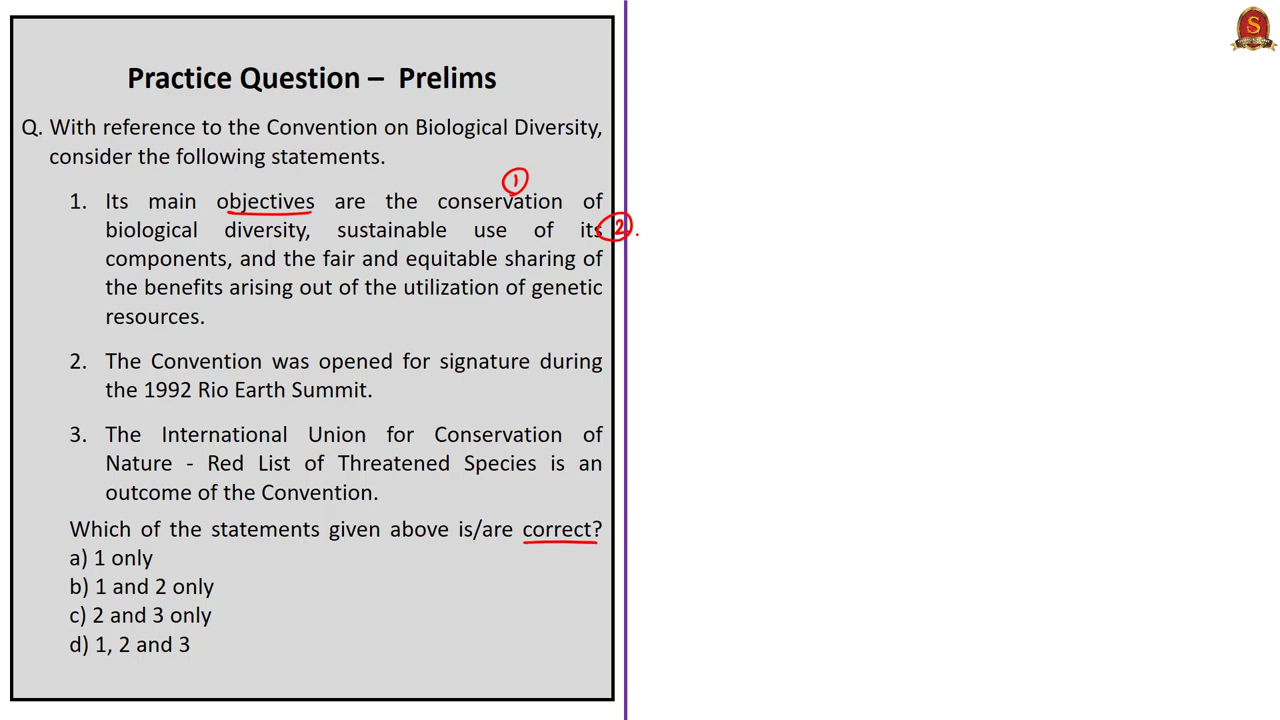 S
Practice Question – Prelims
Q. With reference to the Convention on Biological Diversity,
consider the following statements.
1
1. Its main objectives are the conservation of
biological diversity, sustainable use of its 2.
components, and the fair and equitable sharing of
the benefits arising out of the utilization of genetic
resources.
2. The Convention was opened for signature during
the 1992 Rio Earth Summit.
3. The International Union for Conservation of
Nature - Red List of Threatened Species is an
outcome of the Convention.
Which of the statements given above is/are correct?
a) 1 only
b) 1 and 2 only
c) 2 and 3 only
d) 1, 2 and 3